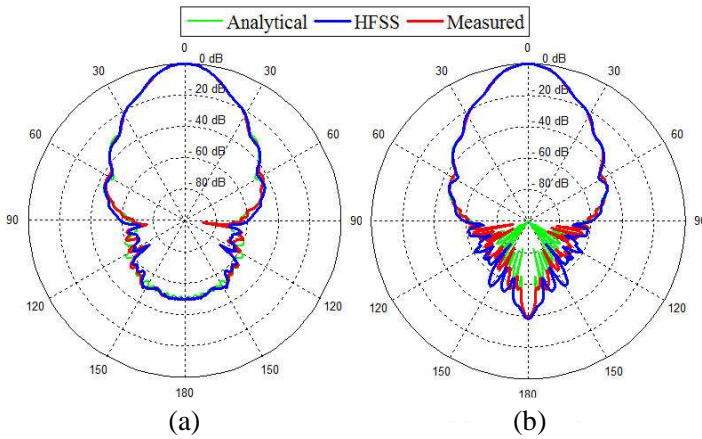 Analytical HFSS Measured
0 0 dB
30 30
20 dB
60 60
40 dB
60 dB
80 dB
90
120 120
150 150
180
(a)
0 0 dB
30 30
20 dB
60 60
40 dB
60 dB
80 dB
90 90
120 120
150 150
180
(b)